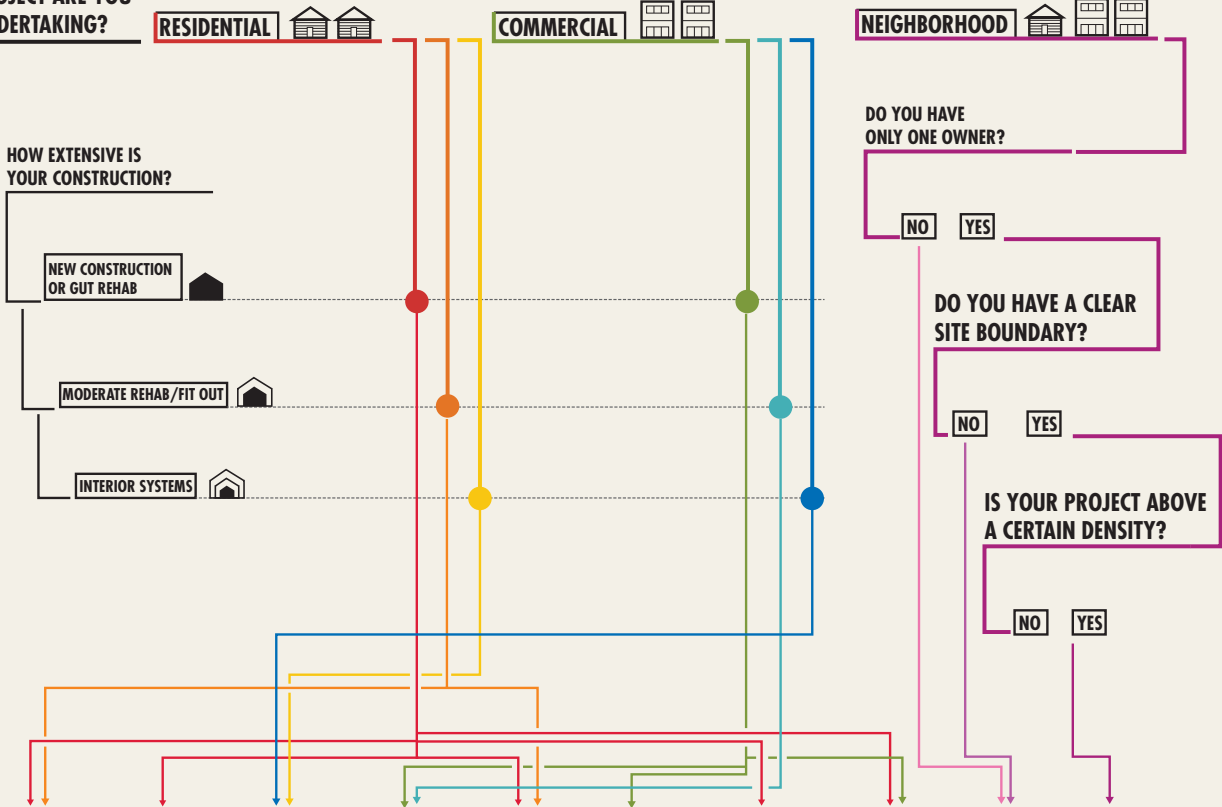 ARE YOU
DERTAKING?
RESIDENTIAL
COMMERCIAL
NEIGHBORHOOD
DO YOU HAVE
ONLY ONE OWNER?
HOW EXTENSIVE IS
YOUR CONSTRUCTION?
NO YES
NEW CONSTRUCTION
OR GUT REHAB
DO YOU HAVE A CLEAR
SITE BOUNDARY?
MODERATE REHAB/FIT OUT
NO YES
INTERIOR SYSTEMS
IS YOUR PROJECT ABOVE
A CERTAIN DENSITY?
NO YES